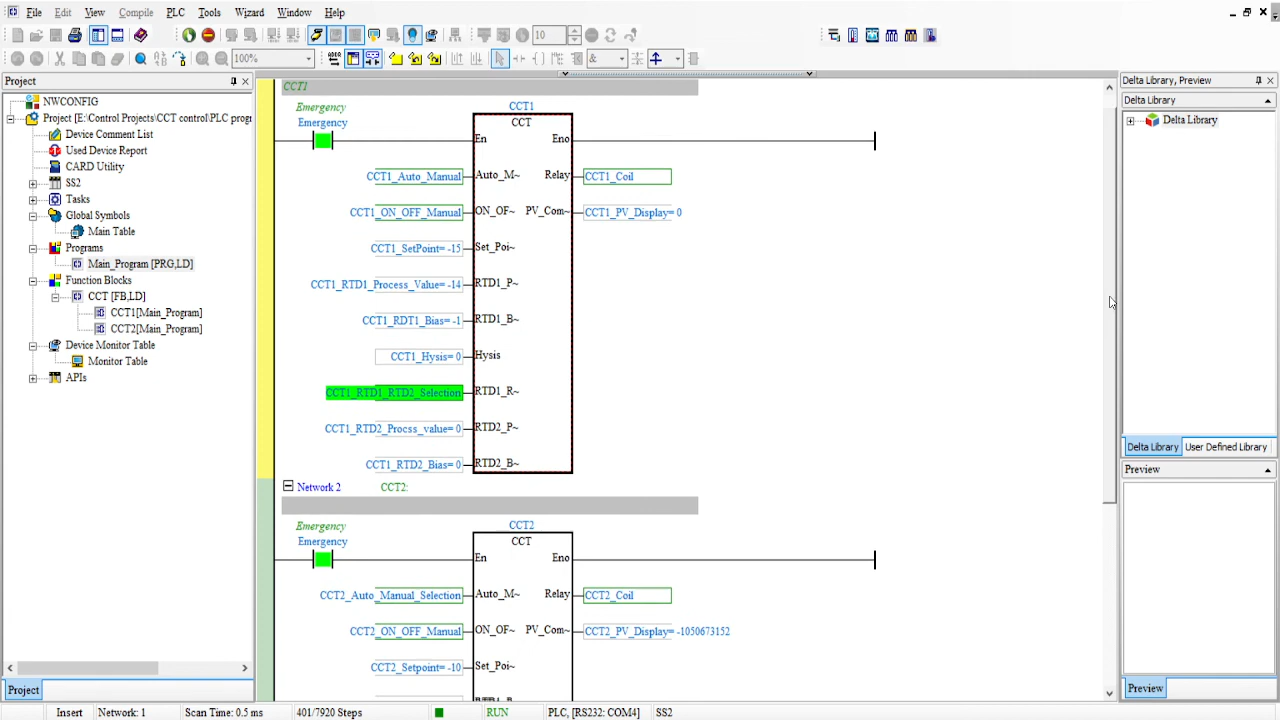 File Edit View Compile PLC Tools Wizard Window Help
10
100%
&
Project
NWCONFIG
Project [E:\Control Projects\CCT control\PLC progr
Device Comment List
Used Device Report
CARD Utility
SS2
Tasks
Global Symbols
Main Table
Programs
Main_Program [PRG,LD]
Function Blocks
CCT [FB,LD]
CCT1[Main_Program]
CCT2[Main_Program]
Device Monitor Table
Monitor Table
APIs
Project
CCT1
Emergency
Emergency
CCT1
CCT
En
Eno
CCT1_Auto_Manual
Auto_M~
Relay
CCT1_Coil
CCT1_ON_OFF_Manual
ON_OF~
PV_Com~
CCT1_PV_Display= 0
CCT1_SetPoint= -15
Set_Poi~
CCT1_RTD1_Process_Value= -14
RTD1_P~
CCT1_RDT1_Bias= -1
RTD1_B~
CCT1_Hysis= 0
Hysis
CCT1_RTD1_RTD2_Selection
RTD1_R~
CCT1_RTD2_Procss_value= 0
RTD2_P~
CCT1_RTD2_Bias= 0
RTD2_B~
Network 2
CCT2:
Emergency
Emergency
CCT2
CCT
En
Eno
CCT2_Auto_Manual_Selection
Auto_M~
Relay
CCT2_Coil
CCT2_ON_OFF_Manual
ON_OF~
PV_Com~
CCT2_PV_Display= -1050673152
CCT2_Setpoint= -10
Set_Poi~
Delta Library, Preview
Delta Library
Delta Library
Delta Library
User Defined Library
Preview
Preview
Insert
Network: 1
Scan Time: 0.5 ms
401/7920 Steps
RUN
PLC, [RS232: COM4]
SS2